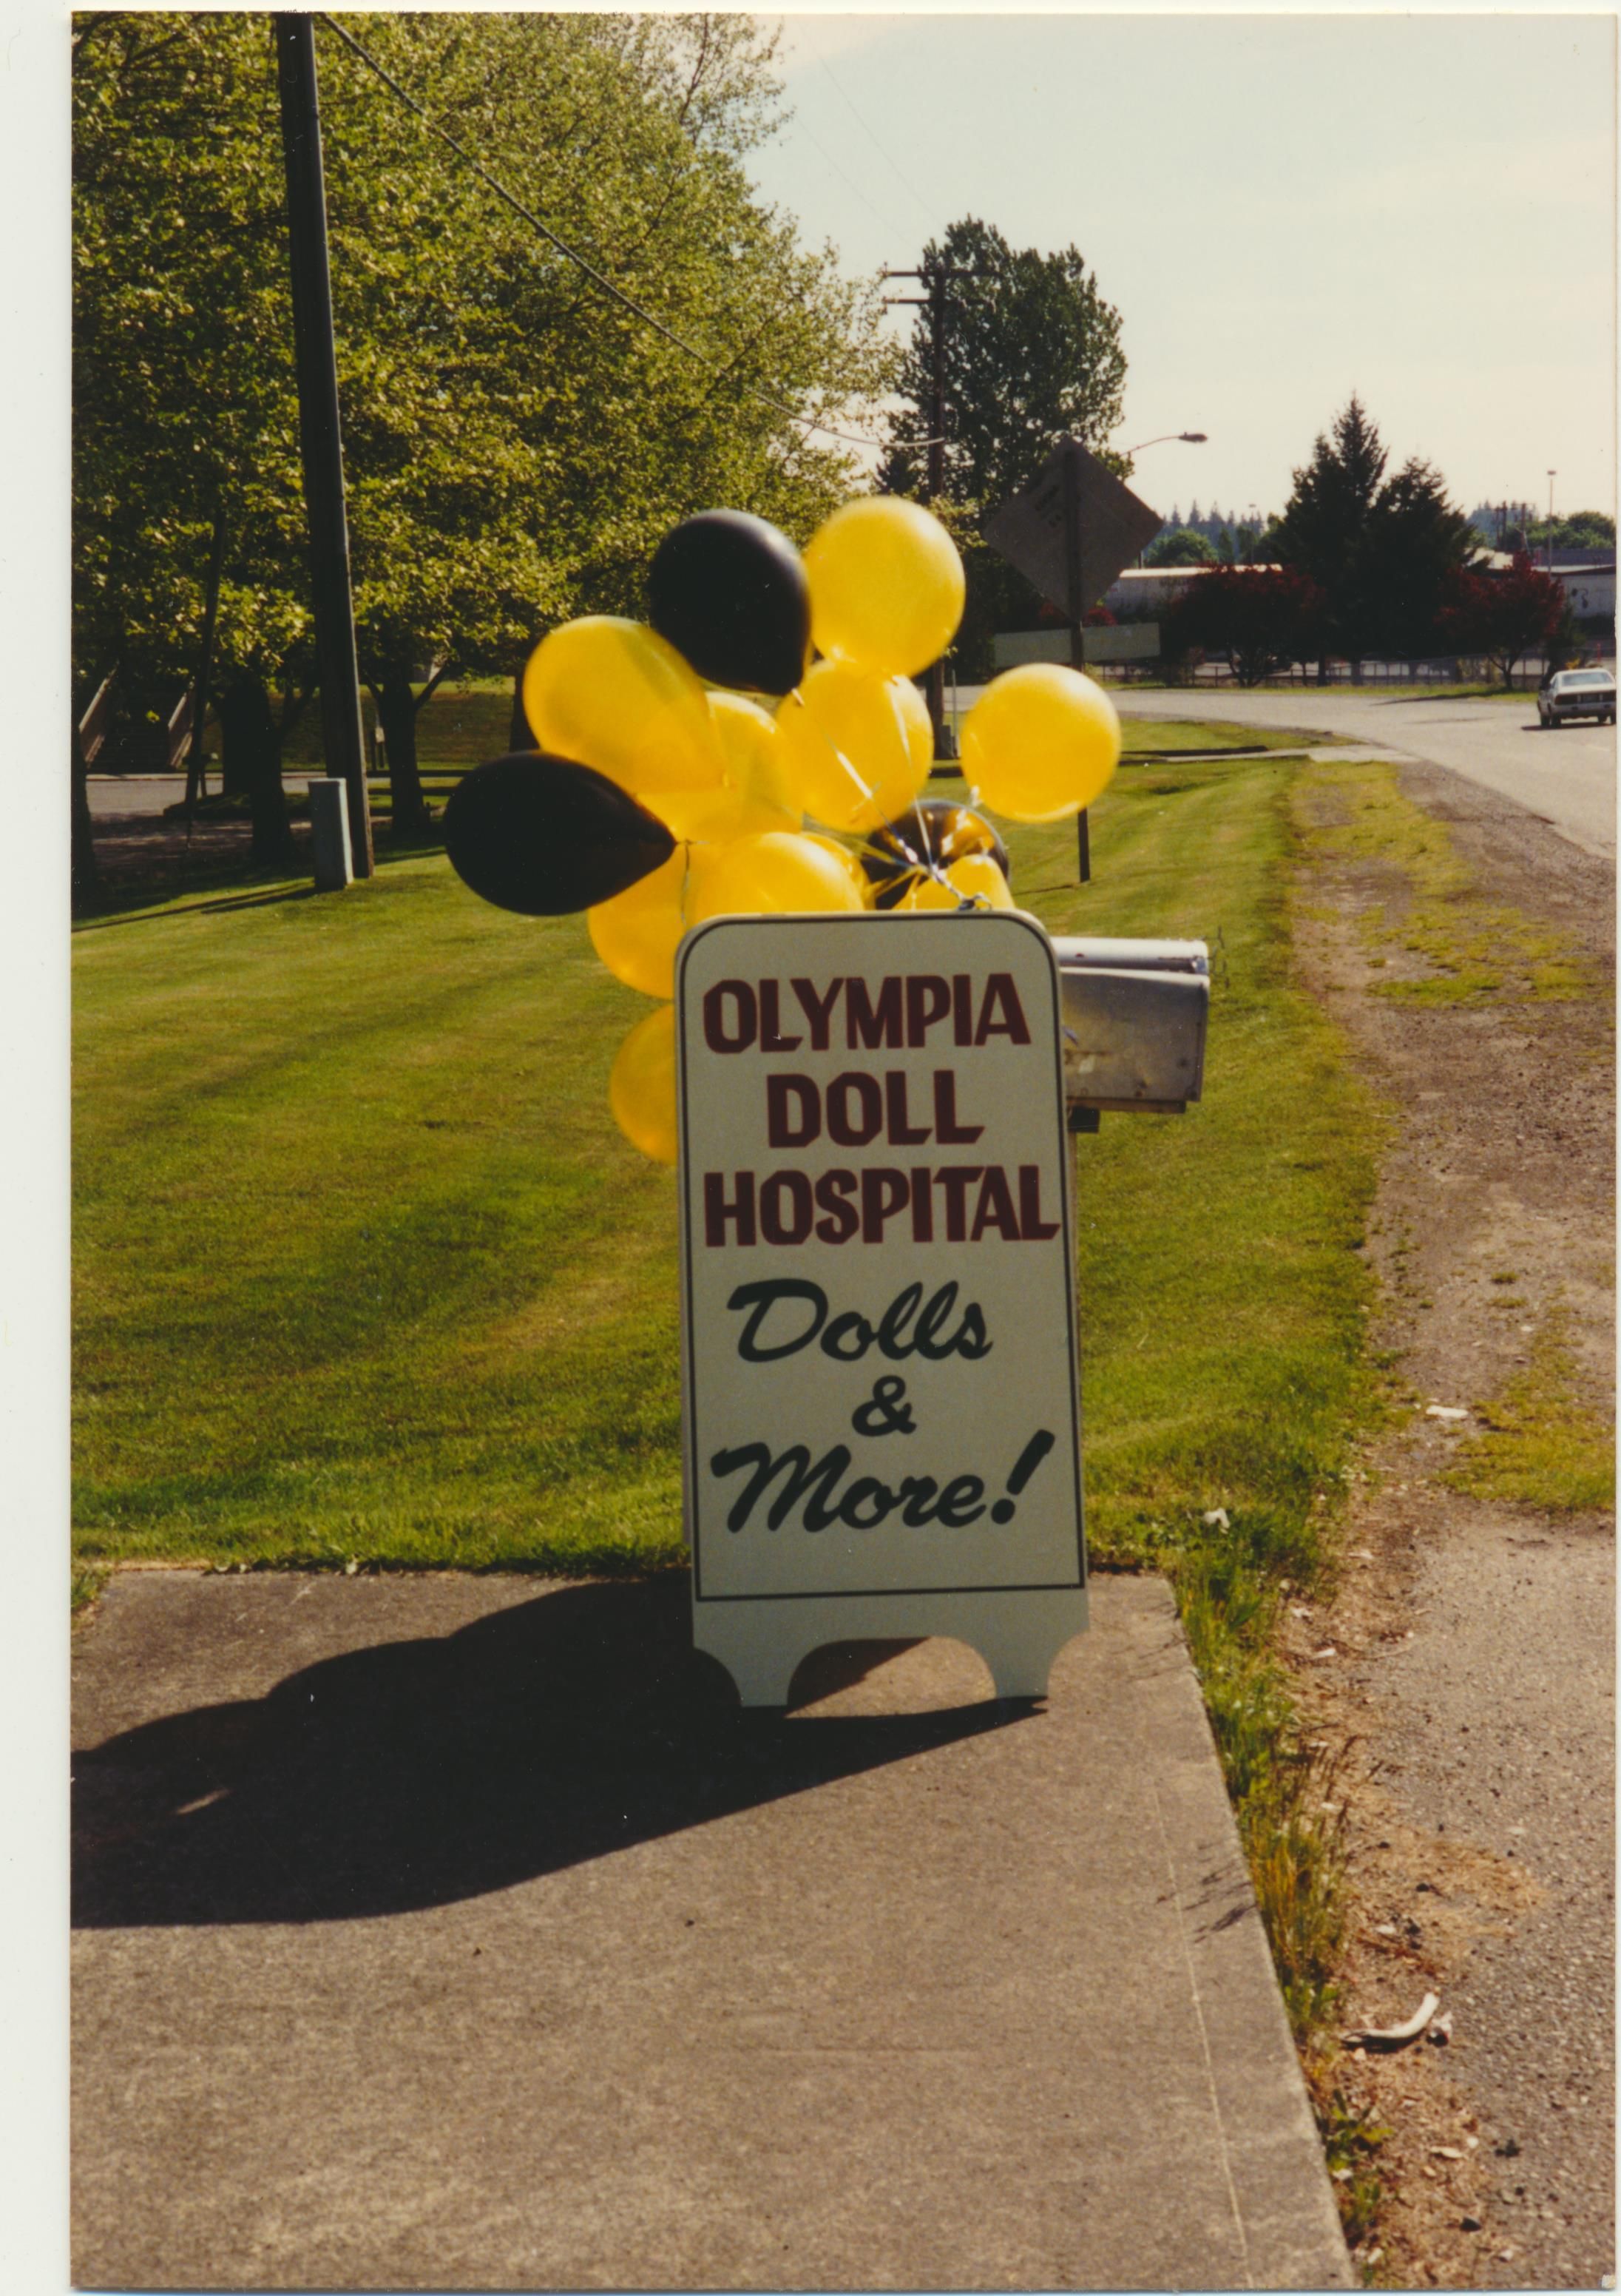 OLYMPIA
DOLL
HOSPITAL
Dolls
&
More!